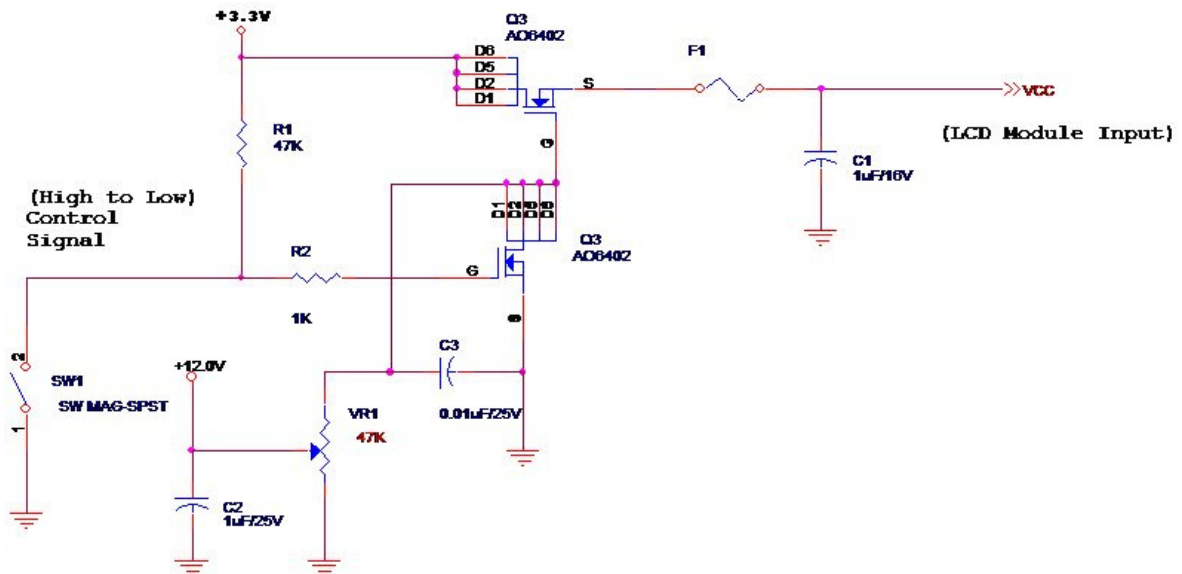 +3.3V
Q3
AO6402
D6
D5
D2
D1
S
F1
VCC
(LCD Module Input)
R1
47K
G
C1
1uF/16V
(High to Low)
Control
Signal
D1
D2
Q3
AO6402
R2
G
1K
2
SW1
SW MAG-SPST
1
+12.0V
C3
0.01uF/25V
VR1
47K
C2
1uF/25V